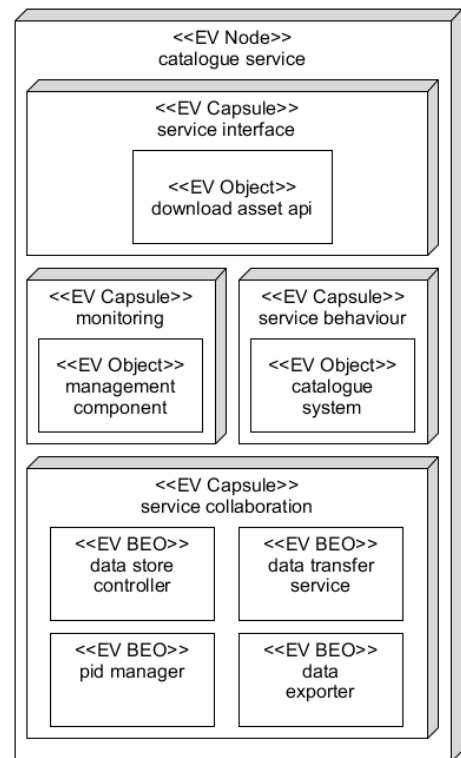 <<EV Node>>
catalogue service
<<EV Capsule>>
service interface
<<EV Object>>
download asset api
<<EV Capsule>>
monitoring
<<EV Object>>
management
component
<<EV Capsule>>
service behaviour
<<EV Object>>
catalogue
system
<<EV Capsule>>
service collaboration
<<EV BEO>>
data store
controller
<<EV BEO>>
data transfer
service
<<EV BEO>>
pid manager
<<EV BEO>>
data
exporter